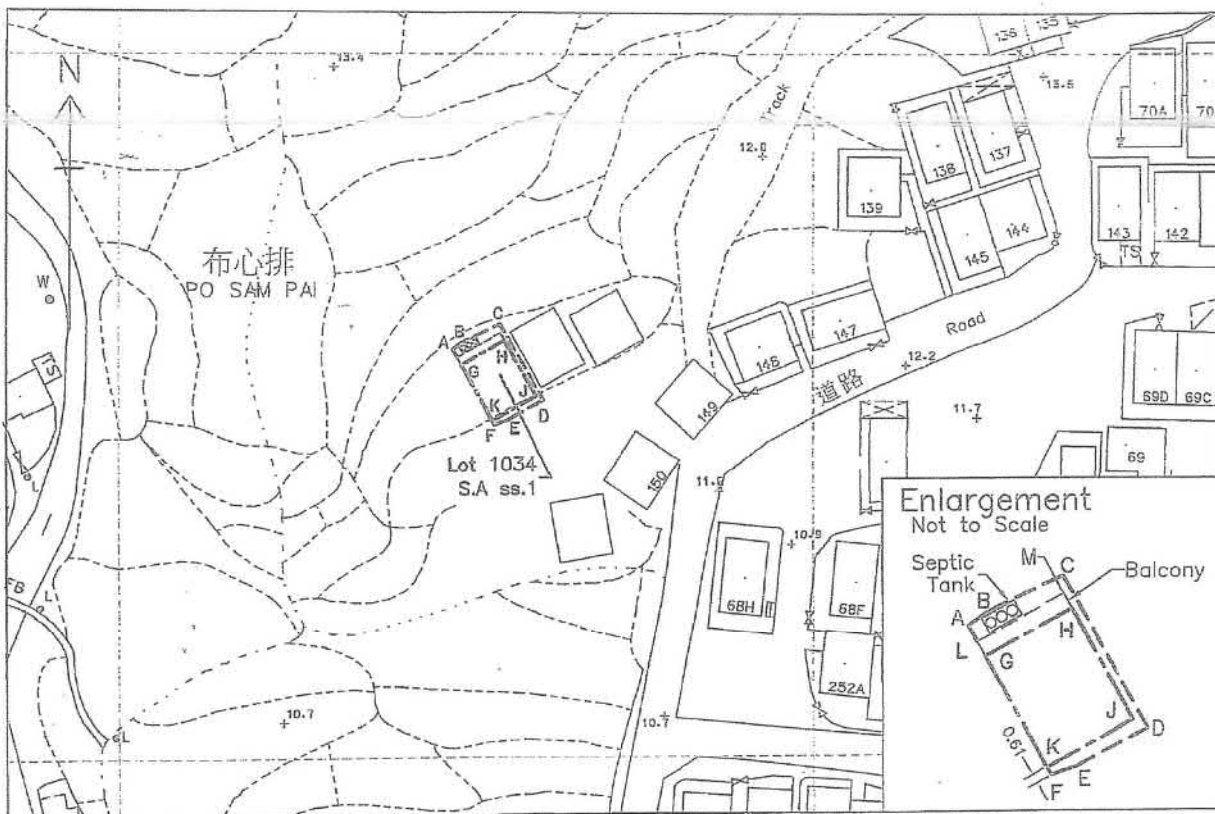 N
13.4
Track
12.0
136
135
13.5
70A
70
138
137
139
布心排
PO SAM PAI
W
143
142
TS
144
145
A
B
C
H
G
J
K
D
F
E
147
148
Road
道路
12.2
TS
149
Lot 1034
S.A ss.1
150
11.7
69D
69C
69
L
11.0
10.9
FB
L
68H
68F
252A
L
10.7
10.7
Enlargement
Not to Scale
Septic
Tank
M
C
Balcony
B
A
L
G
H
J
D
K
E
F
0.61